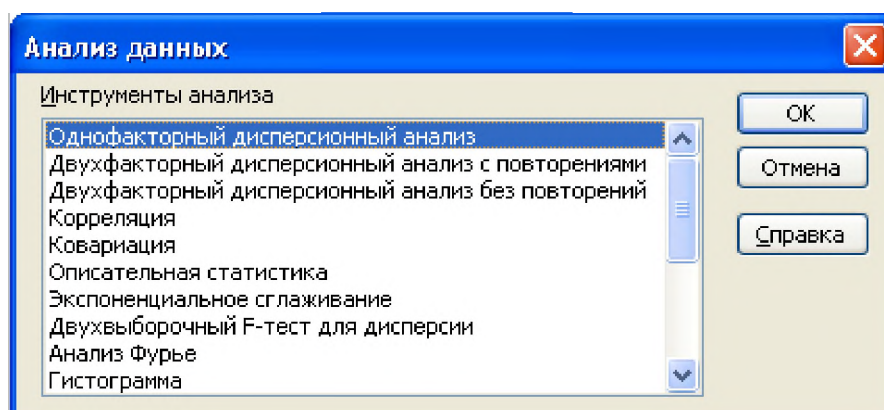 Анализ данных
Инструменты анализа
Однофакторный дисперсионный анализ
Двухфакторный дисперсионный анализ с повторениями
Двухфакторный дисперсионный анализ без повторений
Корреляция
Ковариация
Описательная статистика
Экспоненциальное сглаживание
Двухвыборочный F-тест для дисперсии
Анализ Фурье
Гистограмма
ОК
Отмена
Справка